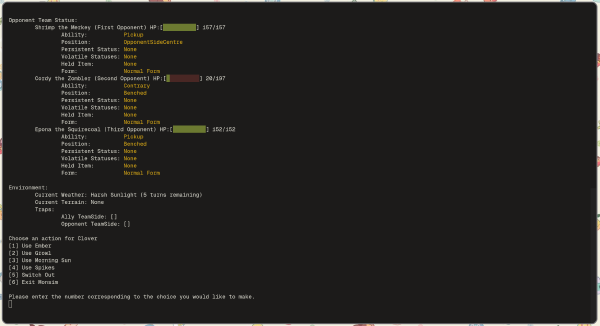 Opponent Team Status:
Shrimp the Merkey (First Opponent) HP:[ ] 157/157
Ability: Pickup
Position: OpponentSideCentre
Persistent Status: None
Volatile Statuses: None
Held Item: None
Form: Normal Form
Cordy the Zombler (Second Opponent) HP:[ ] 20/197
Ability: Contrary
Position: Benched
Persistent Status: None
Volatile Statuses: None
Held Item: None
Form: Normal Form
Epona the Squirecoal (Third Opponent) HP:[ ] 152/152
Ability: Pickup
Position: Benched
Persistent Status: None
Volatile Statuses: None
Held Item: None
Form: Normal Form
Environment:
Current Weather: Harsh Sunlight (5 turns remaining)
Current Terrain: None
Traps:
Ally TeamSide: []
Opponent TeamSide: []
Choose an action for Clover
[1] Use Ember
[2] Use Growl
[3] Use Morning Sun
[4] Use Spikes
[5] Switch Out
[6] Exit Monsim
Please enter the number corresponding to the choice you would like to make.